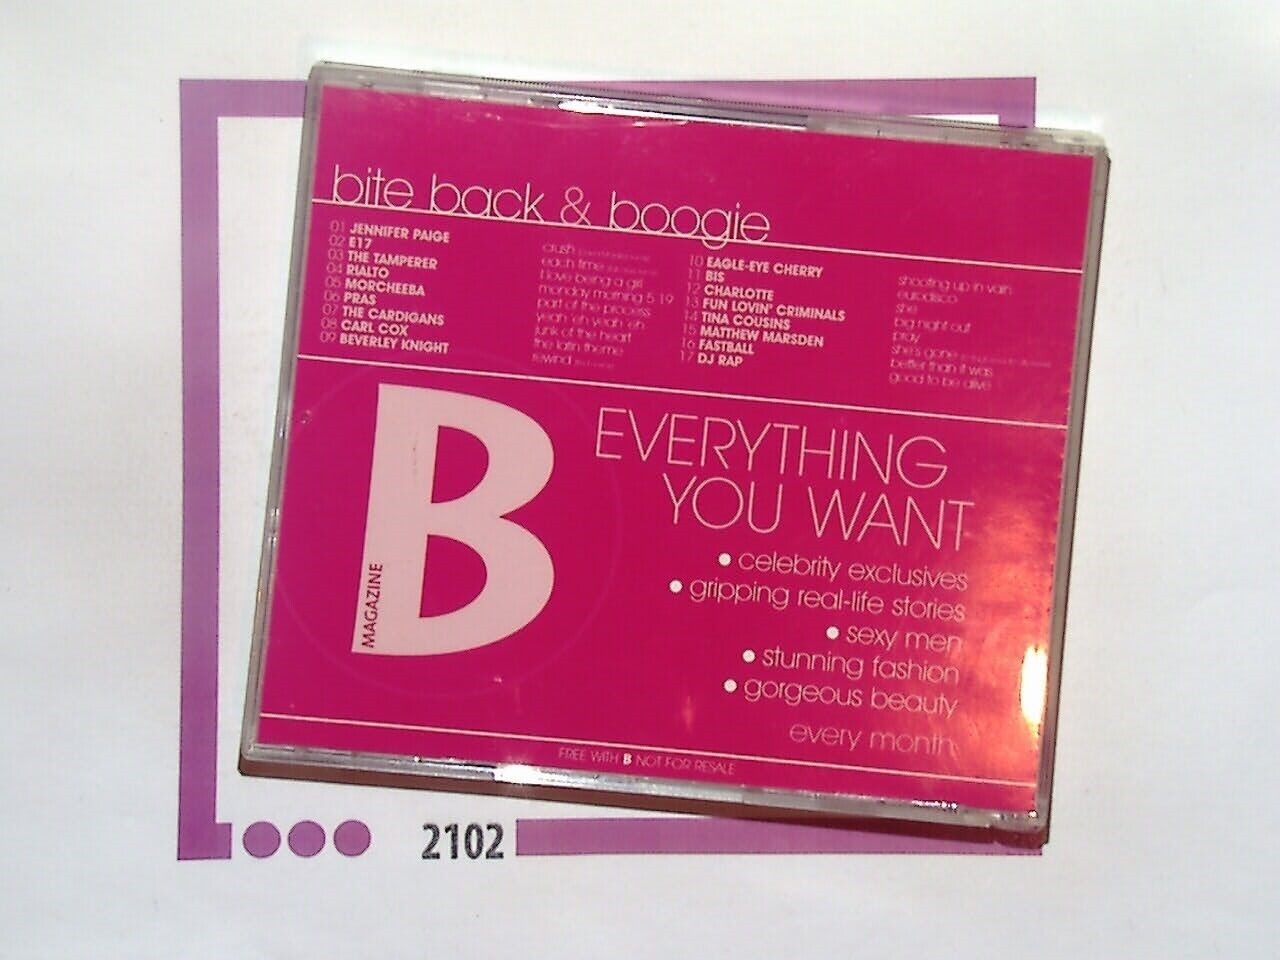 bite back & boogie
01 JENNIFER PAIGE crush
02 E17 each time
03 THE TAMPERER I love being a girl
04 RIALTO monday morning 5.19
05 MORCHEEBA part of the process
06 PRAS yeah eh yeah eh
07 THE CARDIGANS junk of the heart
08 CARL COX the latin theme
09 BEVERLEY KNIGHT rewind
10 EAGLE-EYE CHERRY shooting up in vain
11 BIS eurodisco
12 CHARLOTTE she
13 FUN LOVIN' CRIMINALS big night out
14 TINA COUSINS pray
15 MATTHEW MARSDEN she's gone
16 FASTBALL better than it was
17 DJ RAP good to be alive
B
MAGAZINE
EVERYTHING
YOU WANT
• celebrity exclusives
• gripping real-life stories
• sexy men
• stunning fashion
• gorgeous beauty
every month
FREE WITH B NOT FOR RESALE
2102